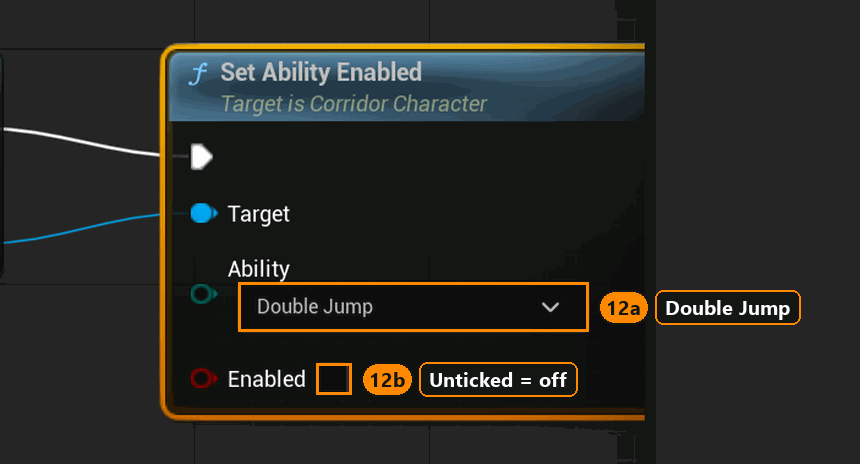 f Set Ability Enabled
Target is Corridor Character
Target
Ability
Double Jump
12a Double Jump
Enabled 12b Unticked = off